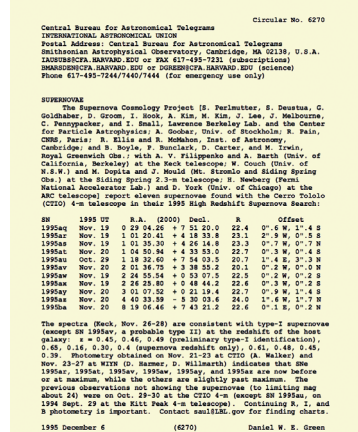 Circular No. 6270
Central Bureau for Astronomical Telegrams
INTERNATIONAL ASTRONOMICAL UNION
Postal Address: Central Bureau for Astronomical Telegrams
Smithsonian Astrophysical Observatory, Cambridge, MA 02138, U.S.A.
IAUSUBS@CFA.HARVARD.EDU or FAX 617-495-7231 (subscriptions)
BMARSDEN@CFA.HARVARD.EDU or DGREEN@CFA.HARVARD.EDU (science)
Phone 617-495-7244/7440/7444 (for emergency use only)
SUPERNOVAE
The Supernova Cosmology Project [S. Perlmutter, S. Deustua, G.
Goldhaber, D. Groom, I. Hook, A. Kim, M. Kim, J. Lee, J. Melbourne,
C. Pennypacker, and I. Small, Lawrence Berkeley Lab. and the Center
for Particle Astrophysics; A. Goobar, Univ. of Stockholm; R. Pain,
CNRS, Paris; R. Ellis and R. McMahon, Inst. of Astronomy,
Cambridge; and B. Boyle, P. Bunclark, D. Carter, and M. Irwin,
Royal Greenwich Obs.; with A. V. Filippenko and A. Barth (Univ. of
California, Berkeley) at the Keck telescope; W. Couch (Univ. of
N.S.W.) and M. Dopita and J. Mould (Mt. Stromlo and Siding Spring
Obs.) at the Siding Spring 2.3-m telescope; H. Newberg (Fermi
National Accelerator Lab.) and D. York (Univ. of Chicago) at the
ARC telescope] report eleven supernovae found with the Cerro Tololo
(CTIO) 4-m telescope in their 1995 High Redshift Supernova Search:
SN 1995 UT R.A. (2000) Decl. R Offset
1995aq Nov. 19 0 29 04.26 + 7 51 20.0 22.4 0".6 W, 1".4 S
1995ar Nov. 19 1 01 20.41 + 4 18 33.8 23.1 2".9 W, 0".5 S
1995as Nov. 19 1 01 35.30 + 4 26 14.8 23.3 0".7 W, 0".7 N
1995at Nov. 20 1 04 50.94 + 4 33 53.0 22.7 0".3 W, 0".4 S
1995au Oct. 29 1 18 32.60 + 7 54 03.5 20.7 1".4 E, 3".3 N
1995av Nov. 20 2 01 36.75 + 3 38 55.2 20.1 0".2 W, 0".0 N
1995aw Nov. 19 2 24 55.54 + 0 53 07.5 22.5 0".2 W, 0".2 S
1995ax Nov. 19 2 26 25.80 + 0 48 44.2 22.6 0".3 W, 0".2 S
1995ay Nov. 20 3 01 07.52 + 0 21 19.4 22.7 0".9 W, 1".4 S
1995az Nov. 20 4 40 33.59 - 5 30 03.6 24.0 1".6 W, 1".7 N
1995ba Nov. 20 8 19 06.46 + 7 43 21.2 22.6 0".1 E, 0".2 N
The spectra (Keck, Nov. 26-28) are consistent with type-I supernovae
(except SN 1995av, a probable type II) at the redshift of the host
galaxy: z = 0.45, 0.46, 0.49 (preliminary type-I identification),
0.65, 0.16, 0.30, 0.4 (supernova redshift only), 0.61, 0.48, 0.45,
0.39. Photometry obtained on Nov. 21-23 at CTIO (A. Walker) and
Nov. 23-27 at WIYN (D. Harmer, D. Willmarth) indicates that SNe
1995ar, 1995at, 1995av, 1995aw, 1995ay, and 1995ax are now before
or at maximum, while the others are slightly past maximum. The
previous observations not showing the supernovae (to limiting mag
about 24) were on Oct. 29-30 at the CTIO 4-m (except SN 1995au, on
1994 Sept. 29 at the Kitt Peak 4-m telescope). Continuing R, I, and
B photometry is important. Contact saul@LBL.gov for finding charts.
1995 December 6 (6270) Daniel W. E. Green